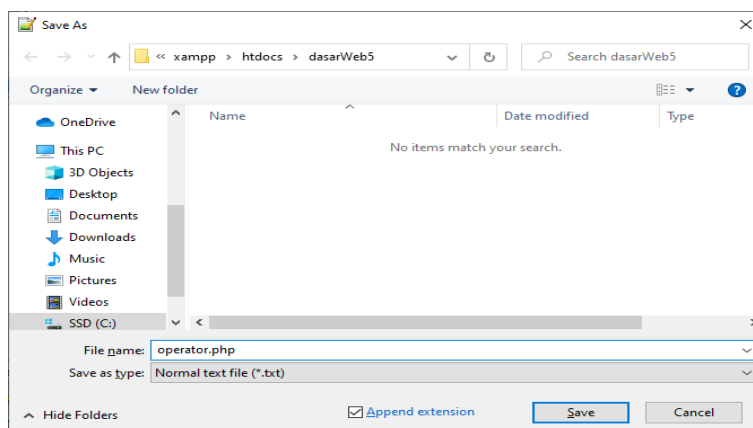 Save As
« xampp › htdocs › dasarWeb5
Search dasarWeb5
Organize
New folder
Name
Date modified
Type
No items match your search.
OneDrive
This PC
3D Objects
Desktop
Documents
Downloads
Music
Pictures
Videos
SSD (C:)
File name: operator.php
Save as type: Normal text file (*.txt)
Hide Folders
Append extension
Save
Cancel